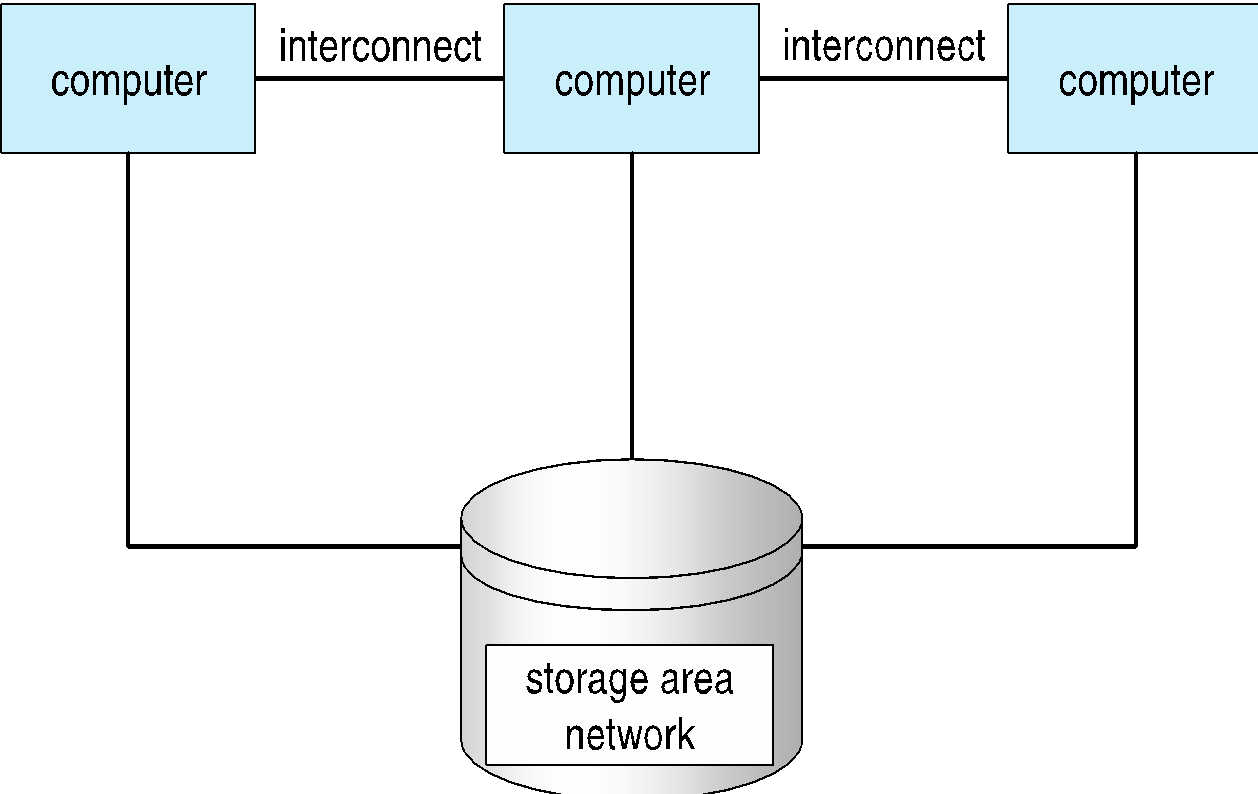 interconnect
interconnect
computer
computer
computer
storage area
network